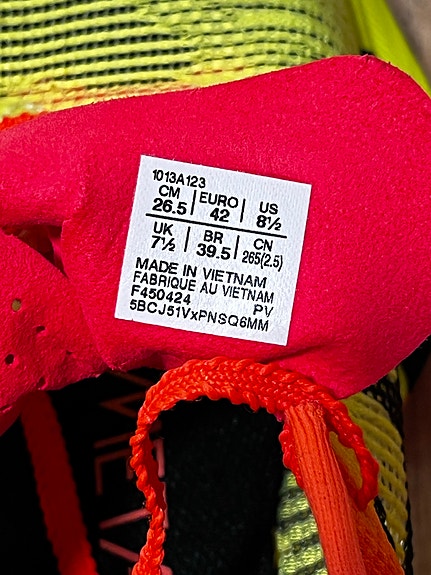 1013A123
CM EURO US
26.5 42 8½
UK BR CN
7½ 39.5 265(2.5)
MADE IN VIETNAM
FABRIQUE AU VIETNAM
F450424 PV
5BCJ51VxPNSQ6MM